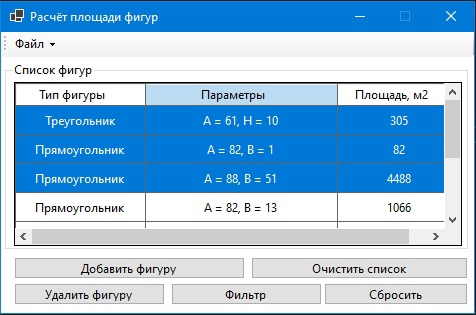 Расчёт площади фигур
Файл
Список фигур
Тип фигуры Параметры Площадь, м2
Треугольник A = 61, H = 10 305
Прямоугольник A = 82, B = 1 82
Прямоугольник A = 88, B = 51 4488
Прямоугольник A = 82, B = 13 1066
Добавить фигуру Очистить список
Удалить фигуру Фильтр Сбросить